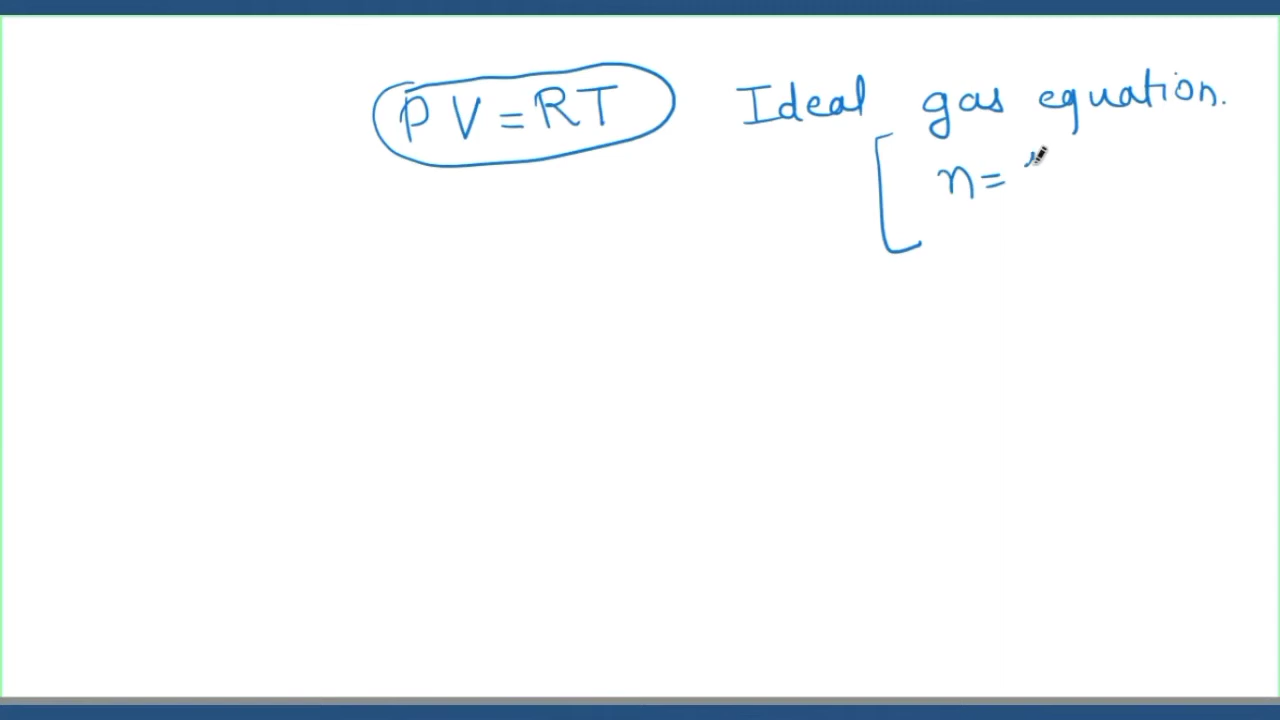 PV=RT Ideal gas equation.
[ n=